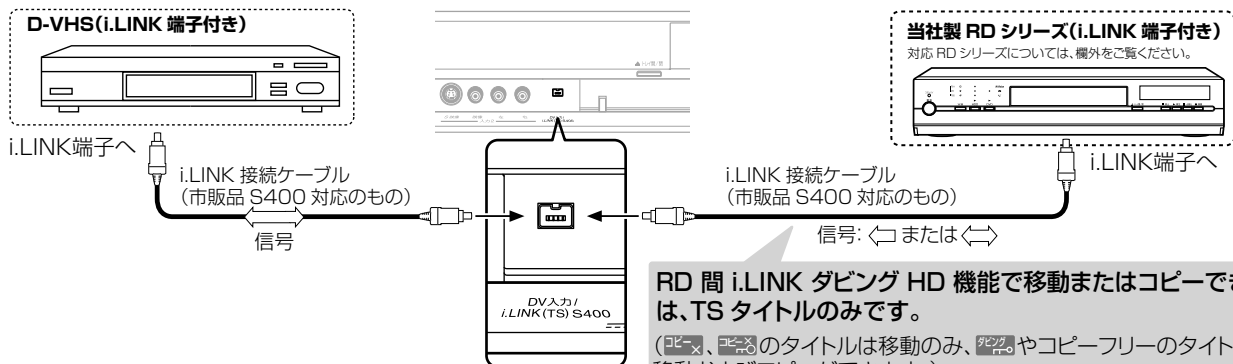 D-VHS(i.LINK 端子付き)
当社製 RD シリーズ(i.LINK 端子付き)
対応 RD シリーズについては、欄外をご覧ください。
i.LINK端子へ
i.LINK端子へ
i.LINK 接続ケーブル
(市販品 S400 対応のもの)
信号
i.LINK 接続ケーブル
(市販品 S400 対応のもの)
信号: または
DV入力/
i.LINK(TS) S400
RD 間 i.LINK ダビング HD 機能で移動またはコピーでき
は、TS タイトルのみです。
(コピー×、のタイトルは移動のみ、やコピーフリーのタイト